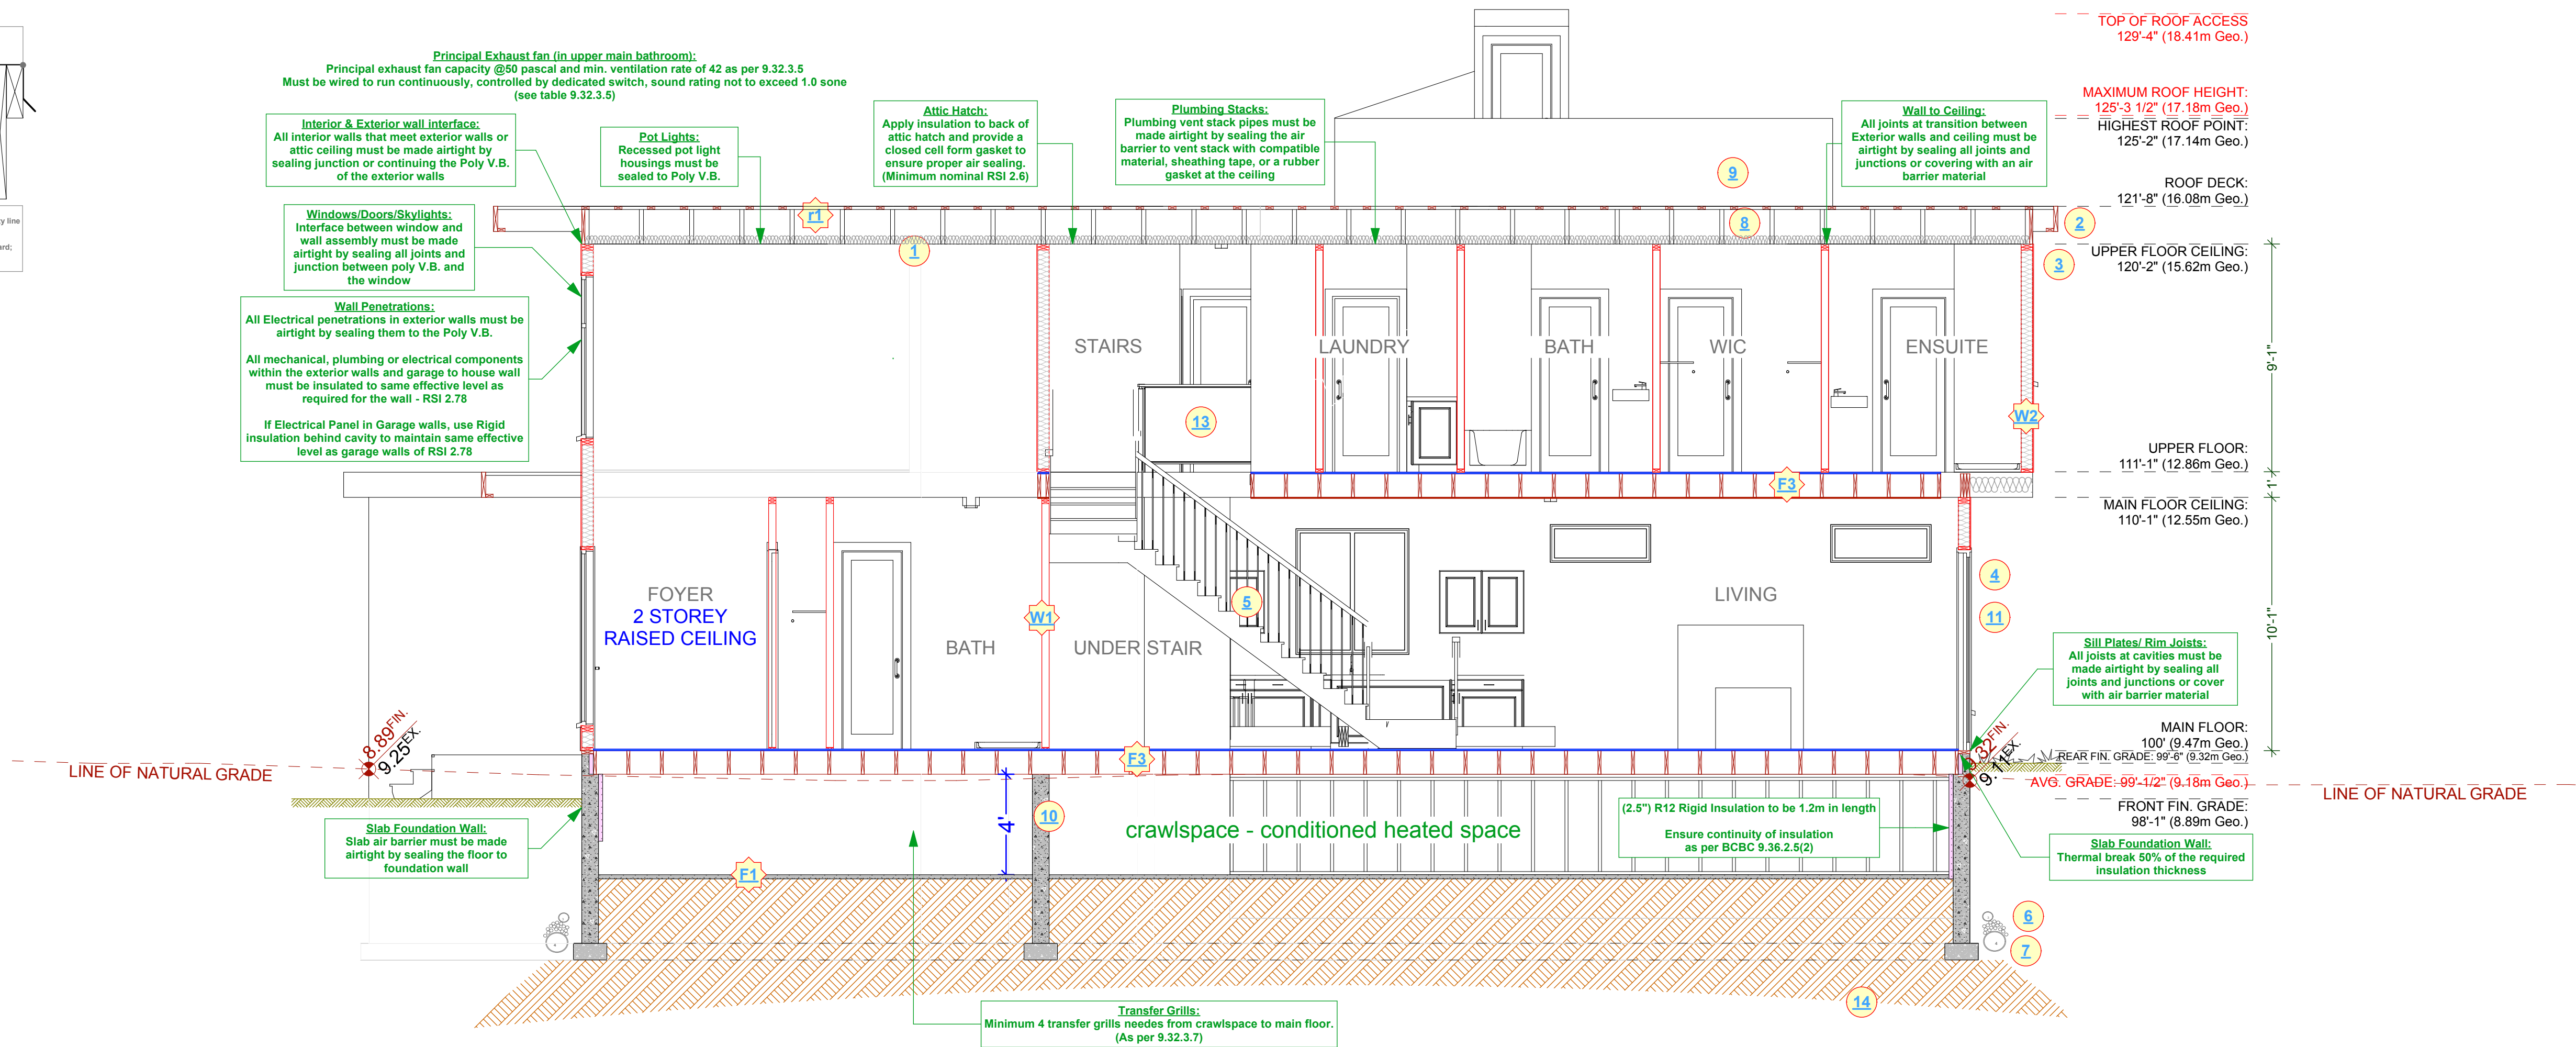 ty line
ard;
Principal Exhaust fan (in upper main bathroom):
Principal exhaust fan capacity @50 pascal and min. ventilation rate of 42 as per 9.32.3.5
Must be wired to run continuously, controlled by dedicated switch, sound rating not to exceed 1.0 sone
(see table 9.32.3.5)
Interior & Exterior wall interface:
All interior walls that meet exterior walls or
attic ceiling must be made airtight by
sealing junction or continuing the Poly V.B.
of the exterior walls
Pot Lights:
Recessed pot light
housings must be
sealed to Poly V.B.
Attic Hatch:
Apply insulation to back of
attic hatch and provide a
closed cell form gasket to
ensure proper air sealing.
(Minimum nominal RSI 2.6)
Plumbing Stacks:
Plumbing vent stack pipes must be
made airtight by sealing the air
barrier to vent stack with compatible
material, sheathing tape, or a rubber
gasket at the ceiling
Wall to Ceiling:
All joints at transition between
Exterior walls and ceiling must be
airtight by sealing all joints and
junctions or covering with an air
barrier material
TOP OF ROOF ACCESS
129'-4" (18.41m Geo.)
MAXIMUM ROOF HEIGHT:
125'-3 1/2" (17.18m Geo.)
HIGHEST ROOF POINT:
125'-2" (17.14m Geo.)
ROOF DECK:
121'-8" (16.08m Geo.)
UPPER FLOOR CEILING:
120'-2" (15.62m Geo.)
Windows/Doors/Skylights:
Interface between window and
wall assembly must be made
airtight by sealing all joints and
junction between poly V.B. and
the window
Wall Penetrations:
All Electrical penetrations in exterior walls must be
airtight by sealing them to the Poly V.B.
All mechanical, plumbing or electrical components
within the exterior walls and garage to house wall
must be insulated to same effective level as
required for the wall - RSI 2.78
If Electrical Panel in Garage walls, use Rigid
insulation behind cavity to maintain same effective
level as garage walls of RSI 2.78
r1
1
9
8
2
3
STAIRS
LAUNDRY
BATH
WIC
ENSUITE
13
W2
9'-1"
UPPER FLOOR:
111'-1" (12.86m Geo.)
F3
1'
MAIN FLOOR CEILING:
110'-1" (12.55m Geo.)
FOYER
2 STOREY
RAISED CEILING
BATH
W1
UNDER STAIR
5
LIVING
4
11
10'-1"
Sill Plates/ Rim Joists:
All joists at cavities must be
made airtight by sealing all
joints and junctions or cover
with air barrier material
MAIN FLOOR:
100' (9.47m Geo.)
REAR FIN. GRADE: 99'-6" (9.32m Geo.)
AVG. GRADE: 99'-1/2" (9.18m Geo.)
FRONT FIN. GRADE:
98'-1" (8.89m Geo.)
8.89 FIN.
9.25 EX.
9.32 FIN.
9.11 EX.
LINE OF NATURAL GRADE
LINE OF NATURAL GRADE
F3
4'
10
crawlspace - conditioned heated space
(2.5") R12 Rigid Insulation to be 1.2m in length
Ensure continuity of insulation
as per BCBC 9.36.2.5(2)
Slab Foundation Wall:
Slab air barrier must be made
airtight by sealing the floor to
foundation wall
Slab Foundation Wall:
Thermal break 50% of the required
insulation thickness
F1
6
7
14
Transfer Grills:
Minimum 4 transfer grills needes from crawlspace to main floor.
(As per 9.32.3.7)